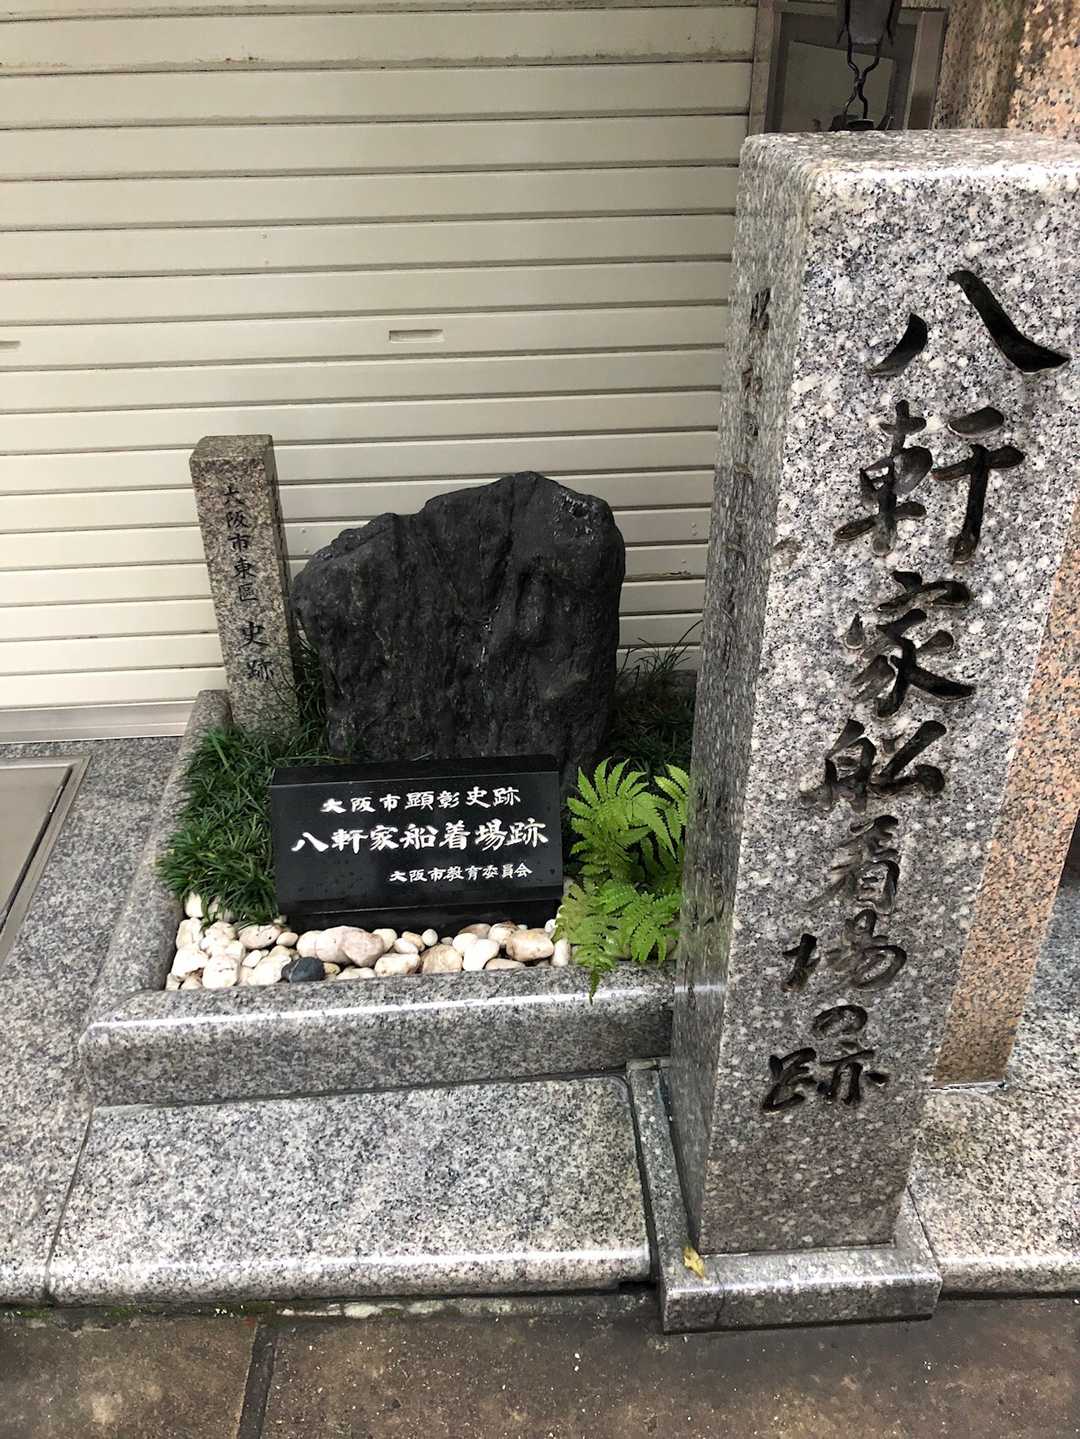 八軒家船着場の跡
大阪市東區 史跡
大阪市顕彰史跡
八軒家船着場跡
大阪市教育委員会